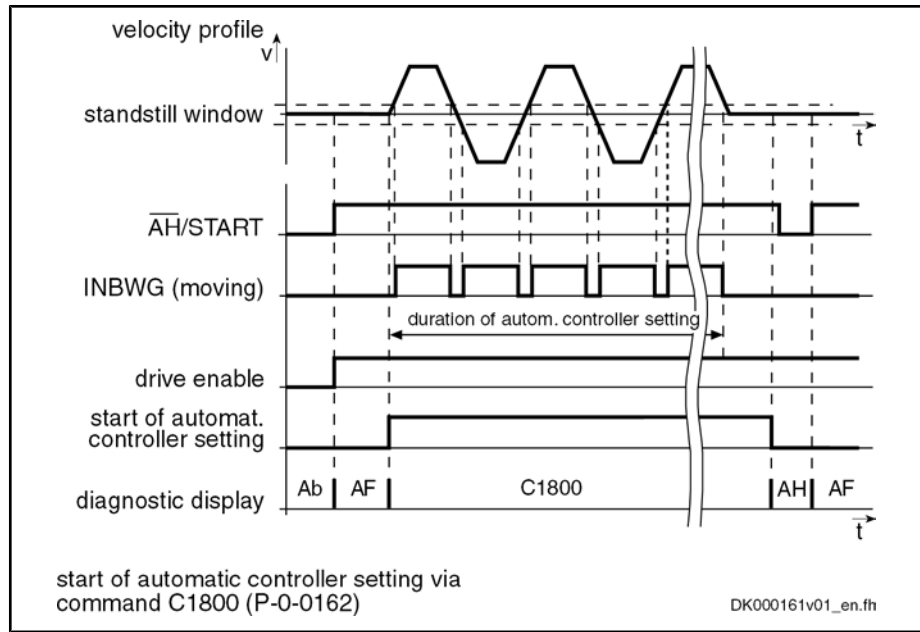 velocity profile
v
standstill window
t
A̅H̅/START
INBWG (moving)
duration of autom. controller setting
drive enable
start of automat.
controller setting
diagnostic display
Ab
AF
C1800
AH
AF
t
start of automatic controller setting via
command C1800 (P-0-0162)
DK000161v01_en.fh